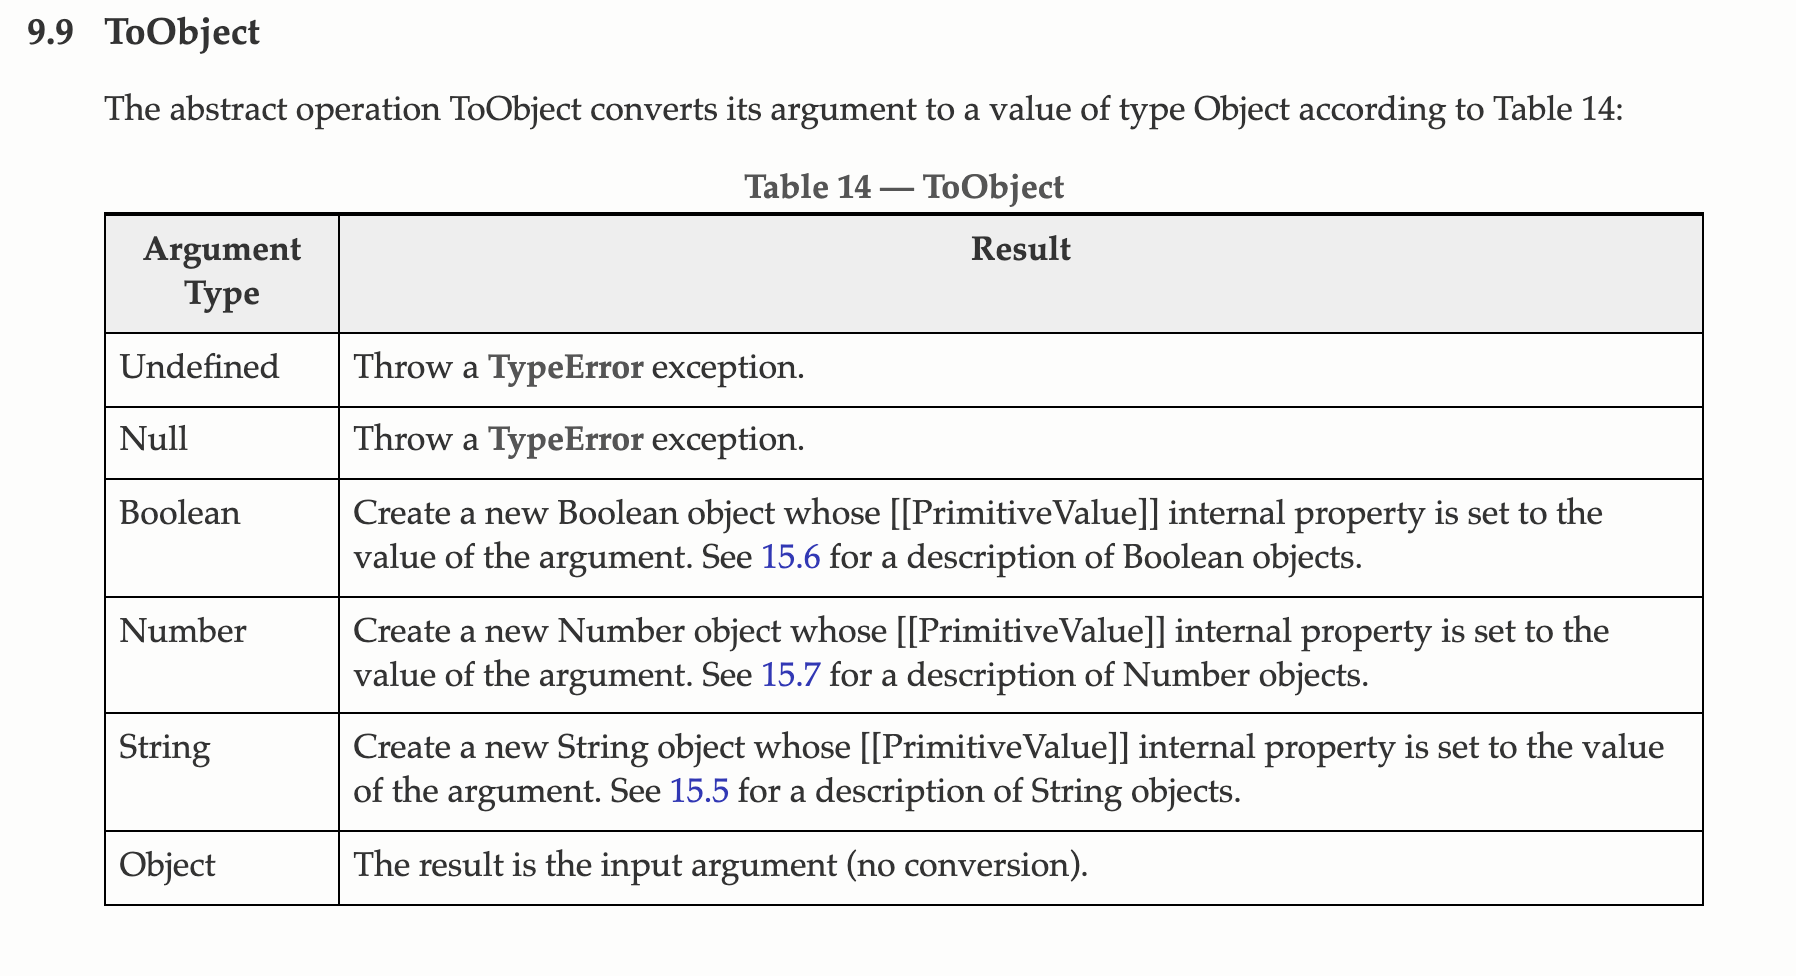 9.9 ToObject
The abstract operation ToObject converts its argument to a value of type Object according to Table 14:
Table 14 — ToObject
Argument
Type
Result
Undefined
Throw a TypeError exception.
Null
Throw a TypeError exception.
Boolean
Create a new Boolean object whose [[PrimitiveValue]] internal property is set to the
value of the argument. See 15.6 for a description of Boolean objects.
Number
Create a new Number object whose [[PrimitiveValue]] internal property is set to the
value of the argument. See 15.7 for a description of Number objects.
String
Create a new String object whose [[PrimitiveValue]] internal property is set to the value
of the argument. See 15.5 for a description of String objects.
Object
The result is the input argument (no conversion).